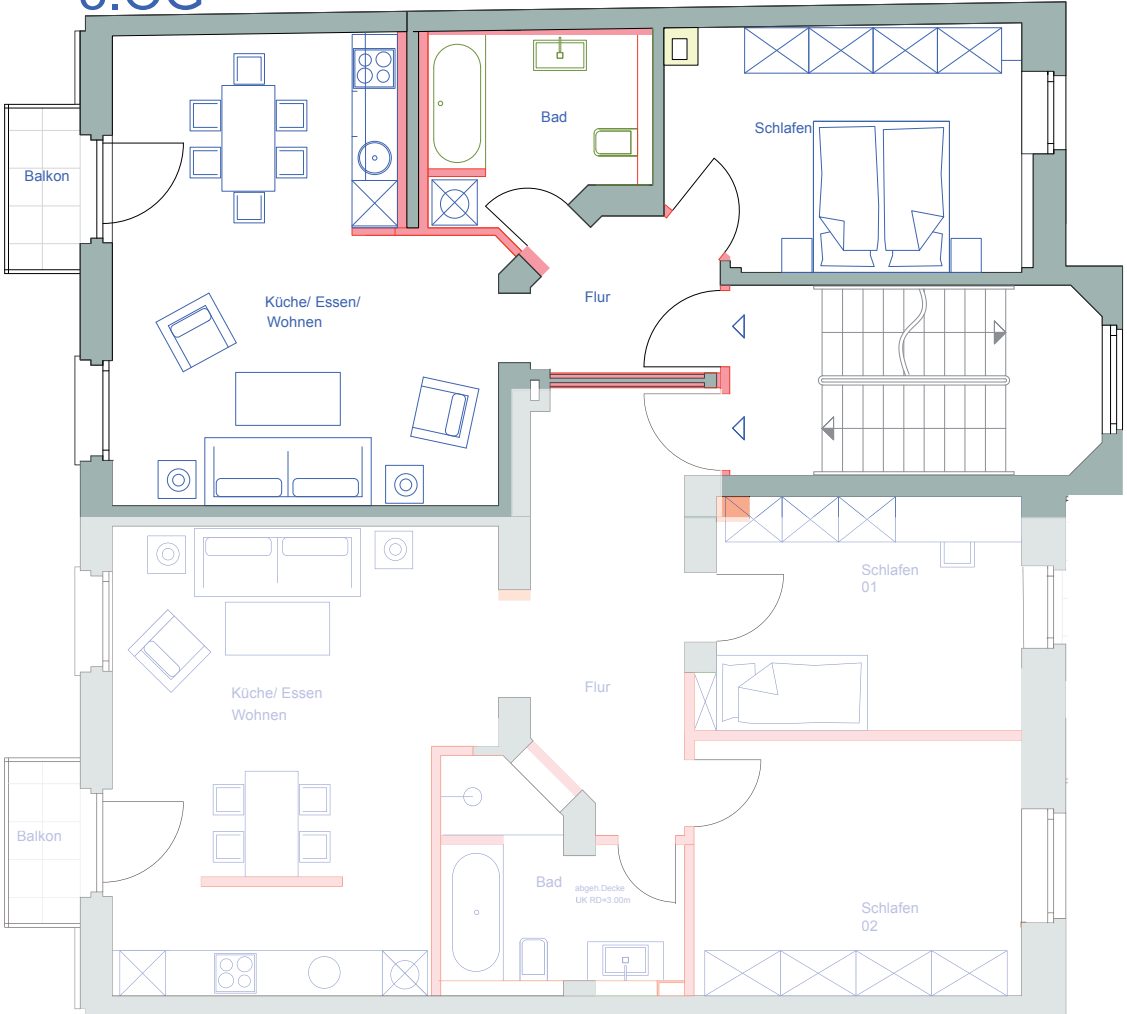 Bad
Schlafen
Balkon
Küche/ Essen/
Wohnen
Flur
Schlafen
01
Küche/ Essen
Wohnen
Flur
Balkon
Bad
abgeh.Decke
UK RD=3.00m
Schlafen
02